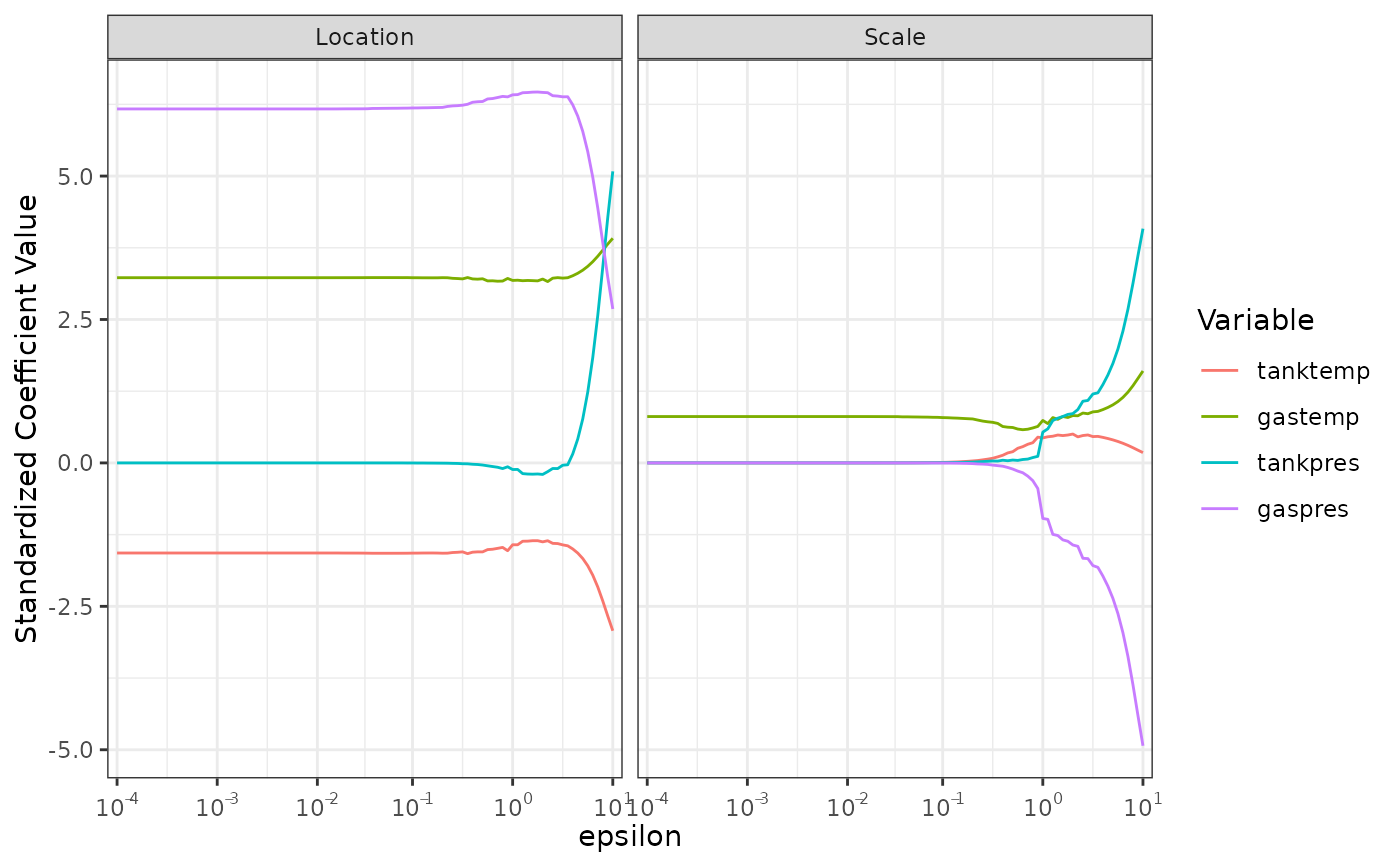 Location Scale
Standardized Coefficient Value
5.0
2.5
0.0
-2.5
-5.0
10^-4 10^-3 10^-2 10^-1 10^0 10^1 10^-4 10^-3 10^-2 10^-1 10^0 10^1
epsilon
Variable
tanktemp
gastemp
tankpres
gaspres